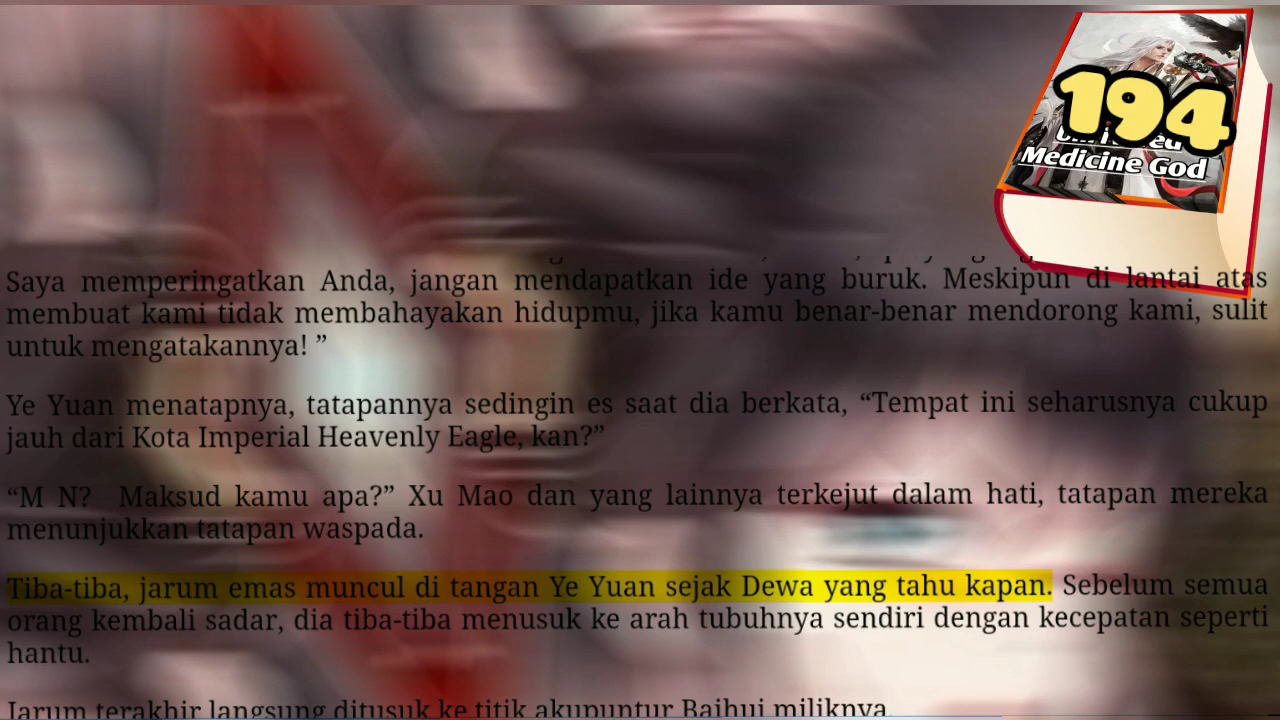 194
Medicine God
Saya memperingatkan Anda, jangan mendapatkan ide yang buruk. Meskipun di lantai atas
membuat kami tidak membahayakan hidupmu, jika kamu benar-benar mendorong kami, sulit
untuk mengatakannya! ”
Ye Yuan menatapnya, tatapannya sedingin es saat dia berkata, “Tempat ini seharusnya cukup
jauh dari Kota Imperial Heavenly Eagle, kan?”
“M N?  Maksud kamu apa?” Xu Mao dan yang lainnya terkejut dalam hati, tatapan mereka
menunjukkan tatapan waspada.
Tiba-tiba, jarum emas muncul di tangan Ye Yuan sejak Dewa yang tahu kapan. Sebelum semua
orang kembali sadar, dia tiba-tiba menusuk ke arah tubuhnya sendiri dengan kecepatan seperti
hantu.
Jarum terakhir langsung ditusuk ke titik akupuntur Baihui miliknya.